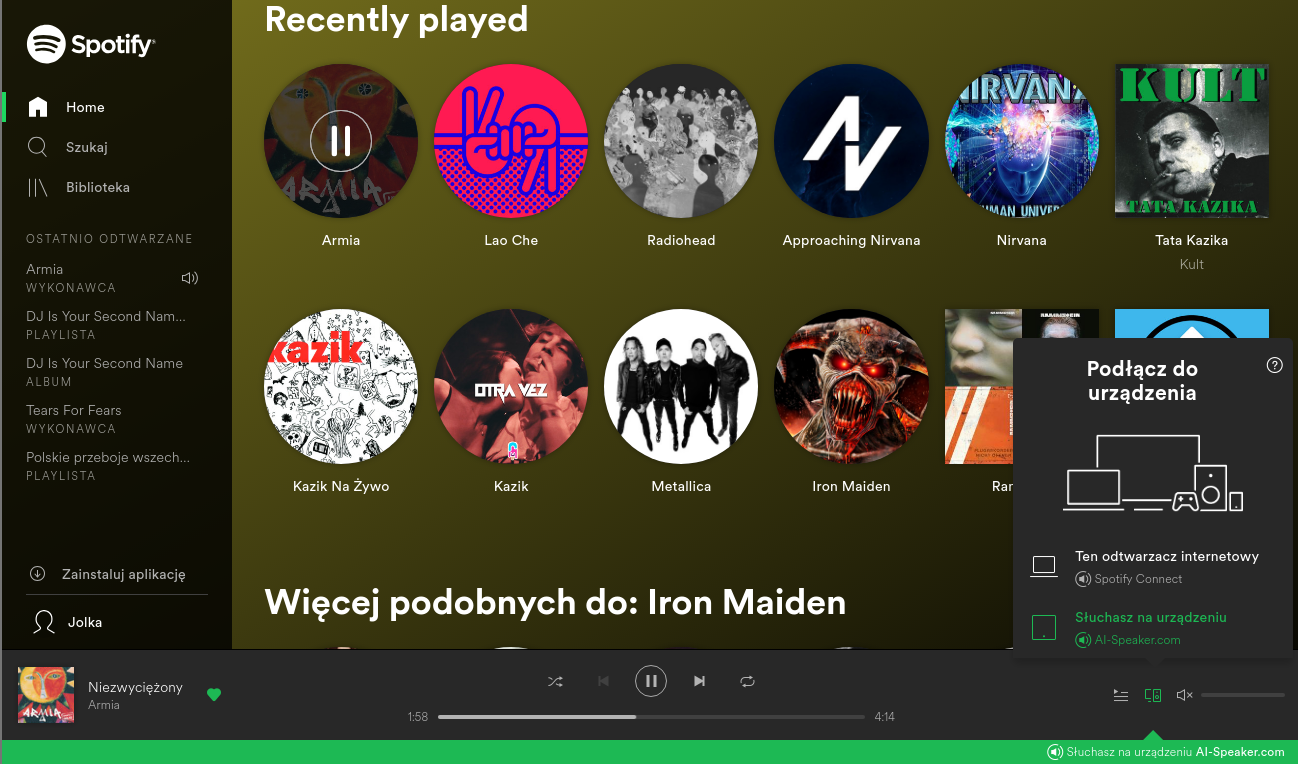 Spotify®
Home
Szukaj
Biblioteka
OSTATNIO ODTWARZANE
Armia
WYKONAWCA
DJ Is Your Second Nam...
PLAYLISTA
DJ Is Your Second Name
ALBUM
Tears For Fears
WYKONAWCA
Polskie przeboje wszech...
PLAYLISTA
Zainstaluj aplikację
Jolka
Recently played
ARMIA
NIRVANA
HUMAN UNIVER
KULT
TATA KAZIKA
Armia
Lao Che
Radiohead
Approaching Nirvana
Nirvana
Tata Kazika
Kult
kazik
OTRA VEZ
Kazik Na Żywo
Kazik
Metallica
Iron Maiden
Ram
Więcej podobnych do: Iron Maiden
Podłącz do
urządzenia
?
Ten odtwarzacz internetowy
Spotify Connect
Słuchasz na urządzeniu
AI-Speaker.com
ARMIA
Niezwyciężony
Armia
1:58
4:14
Słuchasz na urządzeniu AI-Speaker.com